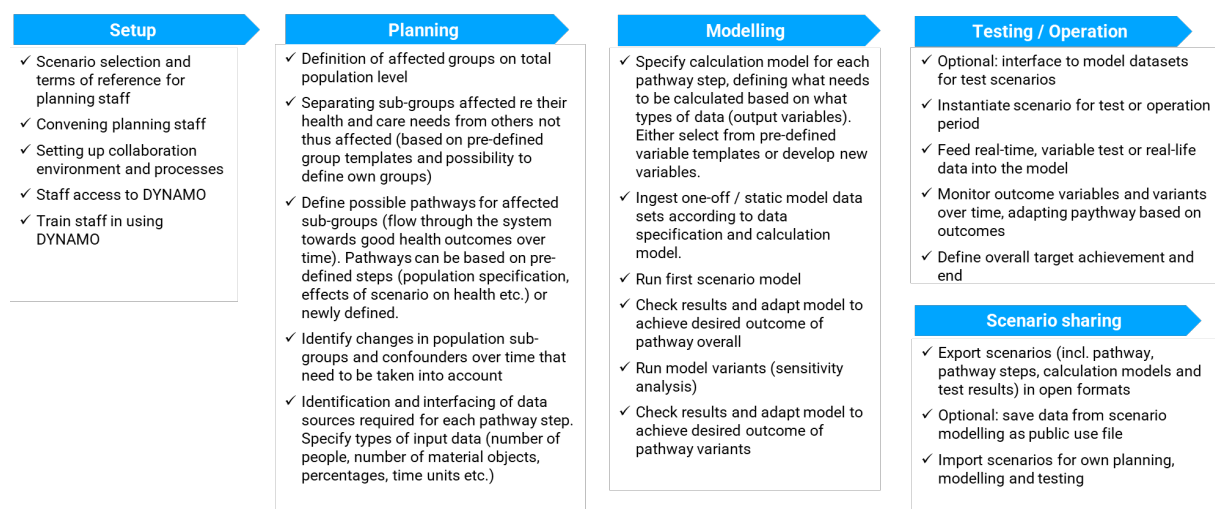 Setup
✓ Scenario selection and
terms of reference for
planning staff
✓ Convening planning staff
✓ Setting up collaboration
environment and processes
✓ Staff access to DYNAMO
✓ Train staff in using
DYNAMO
Planning
✓ Definition of affected groups on total
population level
✓ Separating sub-groups affected re their
health and care needs from others not
thus affected (based on pre-defined
group templates and possibility to
define own groups)
✓ Define possible pathways for affected
sub-groups (flow through the system
towards good health outcomes over
time). Pathways can be based on pre-
defined steps (population specification,
effects of scenario on health etc.) or
newly defined.
✓ Identify changes in population sub-
groups and confounders over time that
need to be taken into account
✓ Identification and interfacing of data
sources required for each pathway step.
Specify types of input data (number of
people, number of material objects,
percentages, time units etc.)
Modelling
✓ Specify calculation model for each
pathway step, defining what needs
to be calculated based on what
types of data (output variables).
Either select from pre-defined
variable templates or develop new
variables.
✓ Ingest one-off / static model data
sets according to data
specification and calculation
model.
✓ Run first scenario model
✓ Check results and adapt model to
achieve desired outcome of
pathway overall
✓ Run model variants (sensitivity
analysis)
✓ Check results and adapt model to
achieve desired outcome of
pathway variants
Testing / Operation
✓ Optional: interface to model datasets
for test scenarios
✓ Instantiate scenario for test or operation
period
✓ Feed real-time, variable test or real-life
data into the model
✓ Monitor outcome variables and variants
over time, adapting paythway based on
outcomes
✓ Define overall target achievement and
end
Scenario sharing
✓ Export scenarios (incl. pathway,
pathway steps, calculation models and
test results) in open formats
✓ Optional: save data from scenario
modelling as public use file
✓ Import scenarios for own planning,
modelling and testing